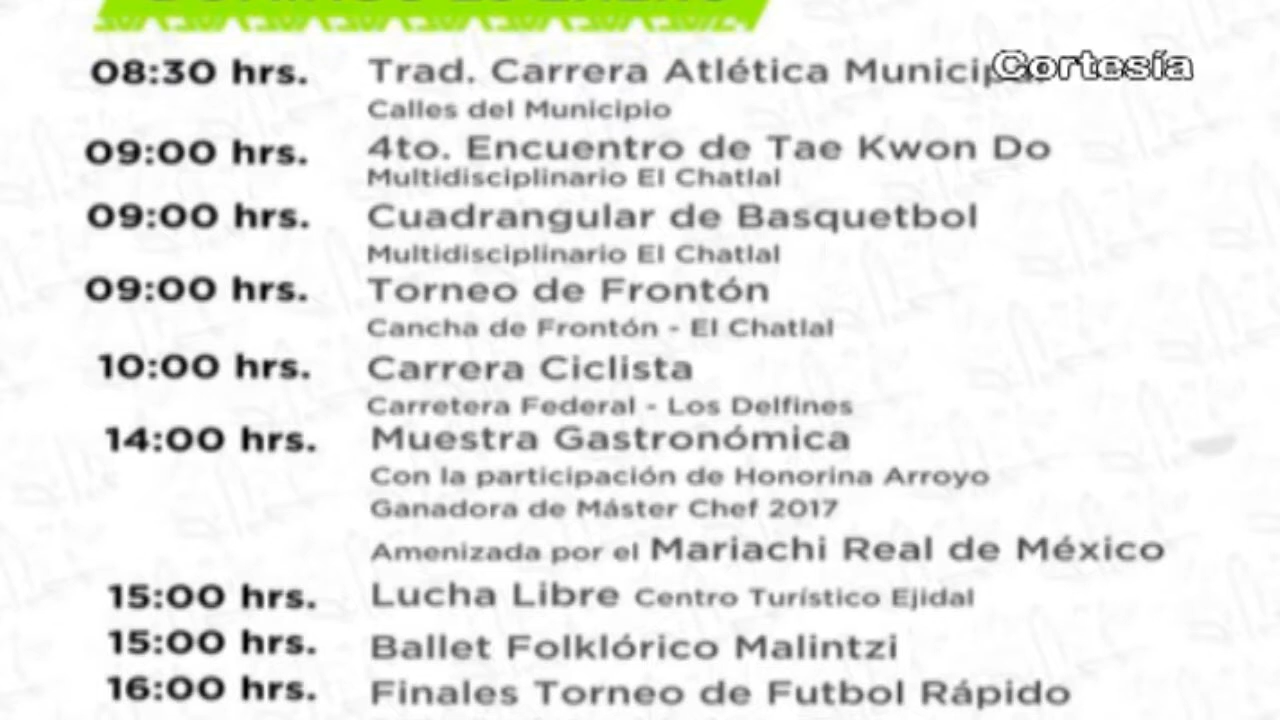 08:30 hrs. Trad. Carrera Atlética
Cortesía
Calles del Municipio
09:00 hrs. 4to. Encuentro de Tae Kwon Do
Multidisciplinario El Chatlal
09:00 hrs. Cuadrangular de Basquetbol
Multidisciplinario El Chatlal
09:00 hrs. Torneo de Frontón
Cancha de Frontón - El Chatlal
10:00 hrs. Carrera Ciclista
Carretera Federal - Los Delfines
14:00 hrs. Muestra Gastronómica
Con la participación de Honorina Arroyo
Ganadora de Máster Chef 2017
Amenizada por el Mariachi Real de México
15:00 hrs. Lucha Libre Centro Turístico Ejidal
15:00 hrs. Ballet Folklórico Malintzi
16:00 hrs. Finales Torneo de Futbol Rápido